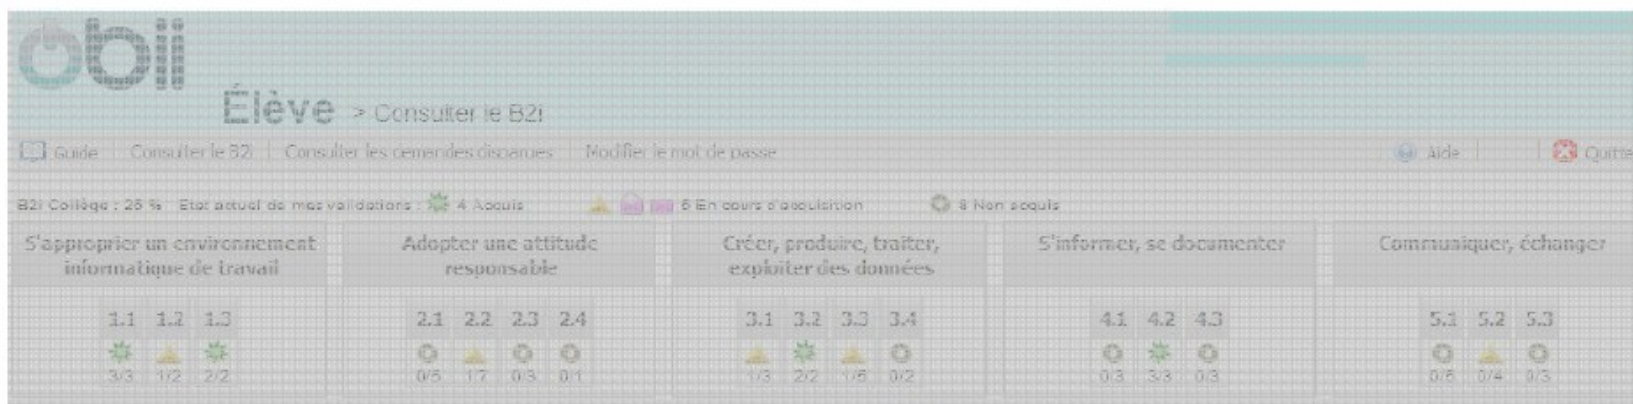 obii
Élève > Consulter le B2i
Guide Consulter le B2i Consulter les demandes disparues Modifier le mot de passe Aide Quitter
B2i Collège : 25 % Etat actuel de mes validations : 4 Acquis 5 En cours d'acquisition 8 Non acquis
S'approprier un environnement informatique de travail
Adopter une attitude responsable
Créer, produire, traiter, exploiter des données
S'informer, se documenter
Communiquer, échanger
1.1 1.2 1.3 2.1 2.2 2.3 2.4 3.1 3.2 3.3 3.4 4.1 4.2 4.3 5.1 5.2 5.3
3/3 1/2 2/2 0/5 1/7 0/3 0/1 1/3 2/2 1/5 0/2 0/3 3/3 0/3 0/5 0/4 0/3